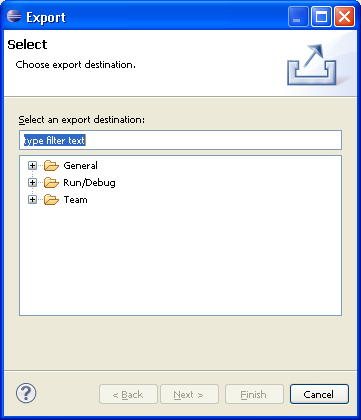 Export
Select
Choose export destination.
Select an export destination:
type filter text
General
Run/Debug
Team
? < Back Next > Finish Cancel